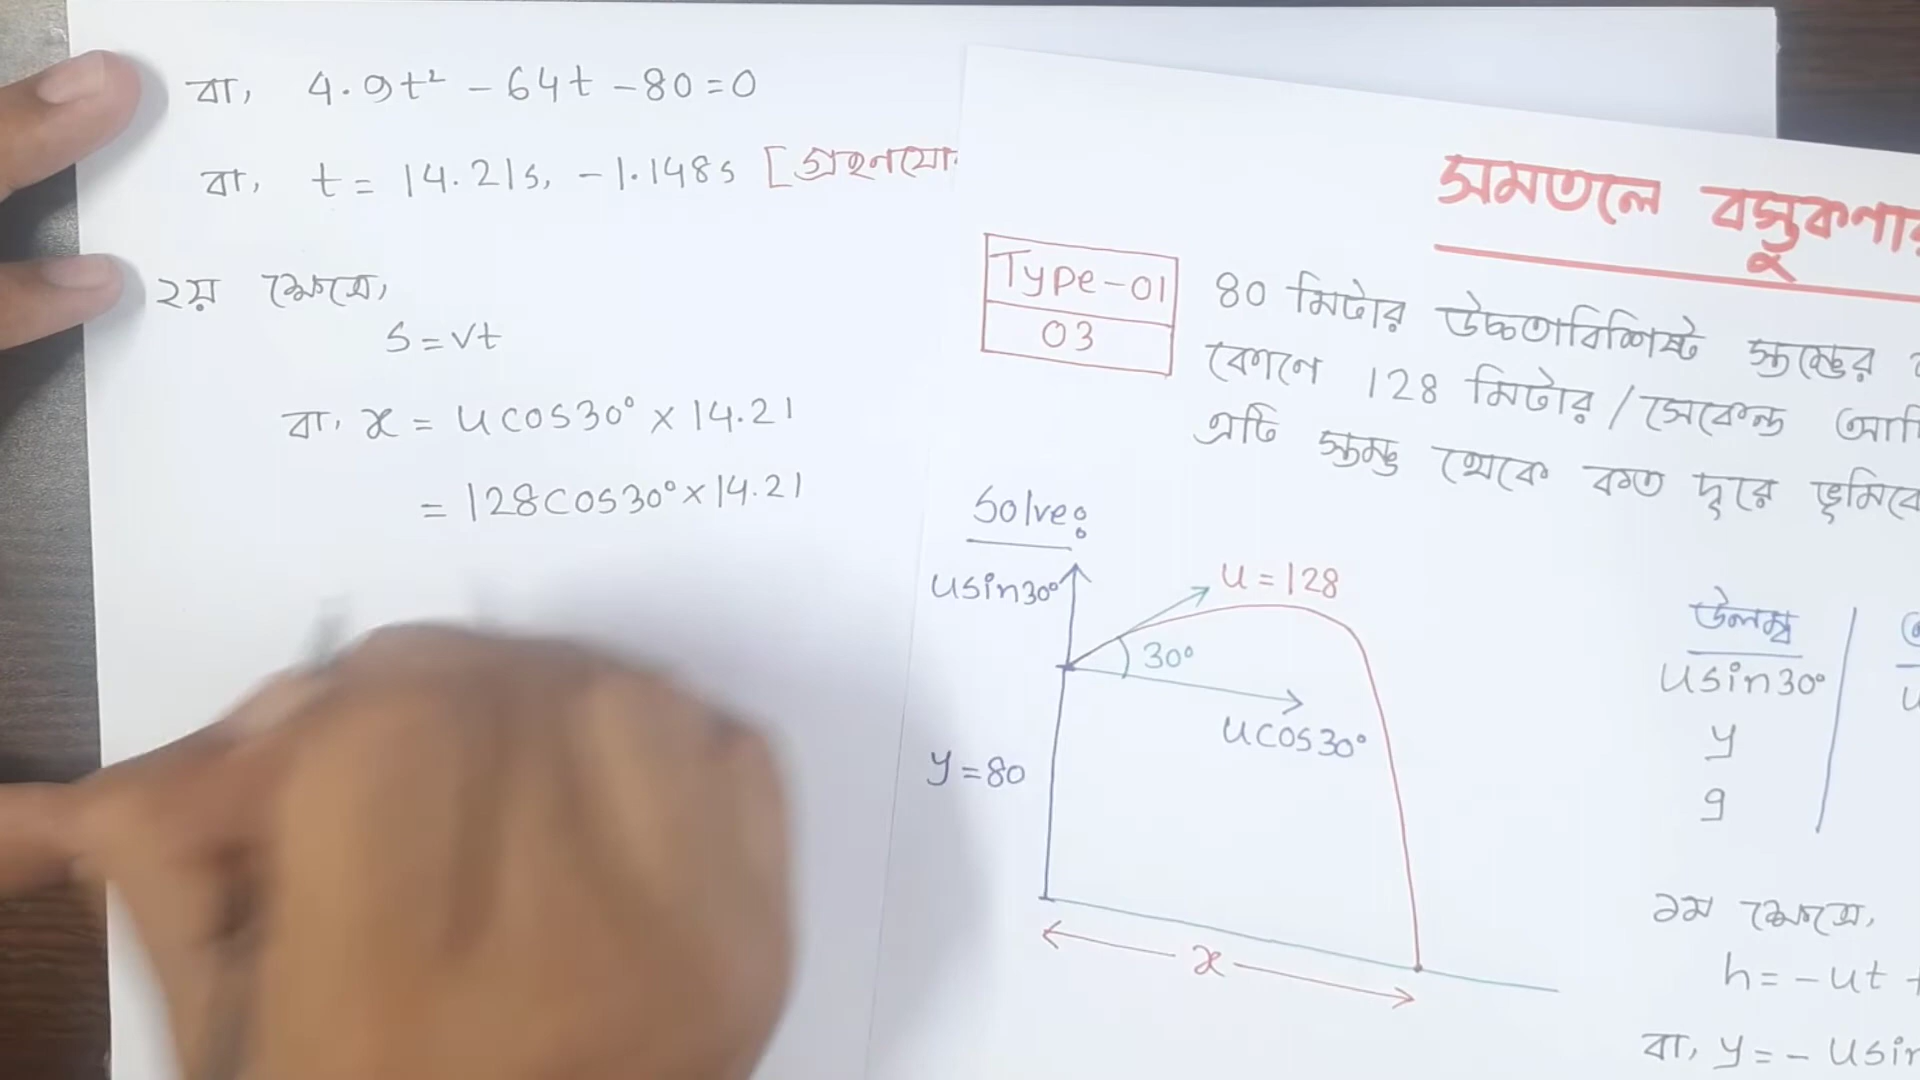 বা, 4.9t² - 64t - 80 = 0
বা, t = 14.21s, -1.148s [গ্রহণযো
২য় ক্ষেত্রে,
s = vt
বা, x = ucos30° × 14.21
= 128cos30° × 14.21
সমতলে বস্তুকণার
Type-01
03
80 মিটার উচ্চতাবিশিষ্ট স্তম্ভের
কোণে 128 মিটার/সেকেন্ড
এটি স্তম্ভ থেকে কত দূরে
Solve:
usin30°
u = 128
30°
ucos30°
y = 80
x
উলম্ব
usin30°
y
g
১ম ক্ষেত্রে,
h = -ut +
বা, y = - usin